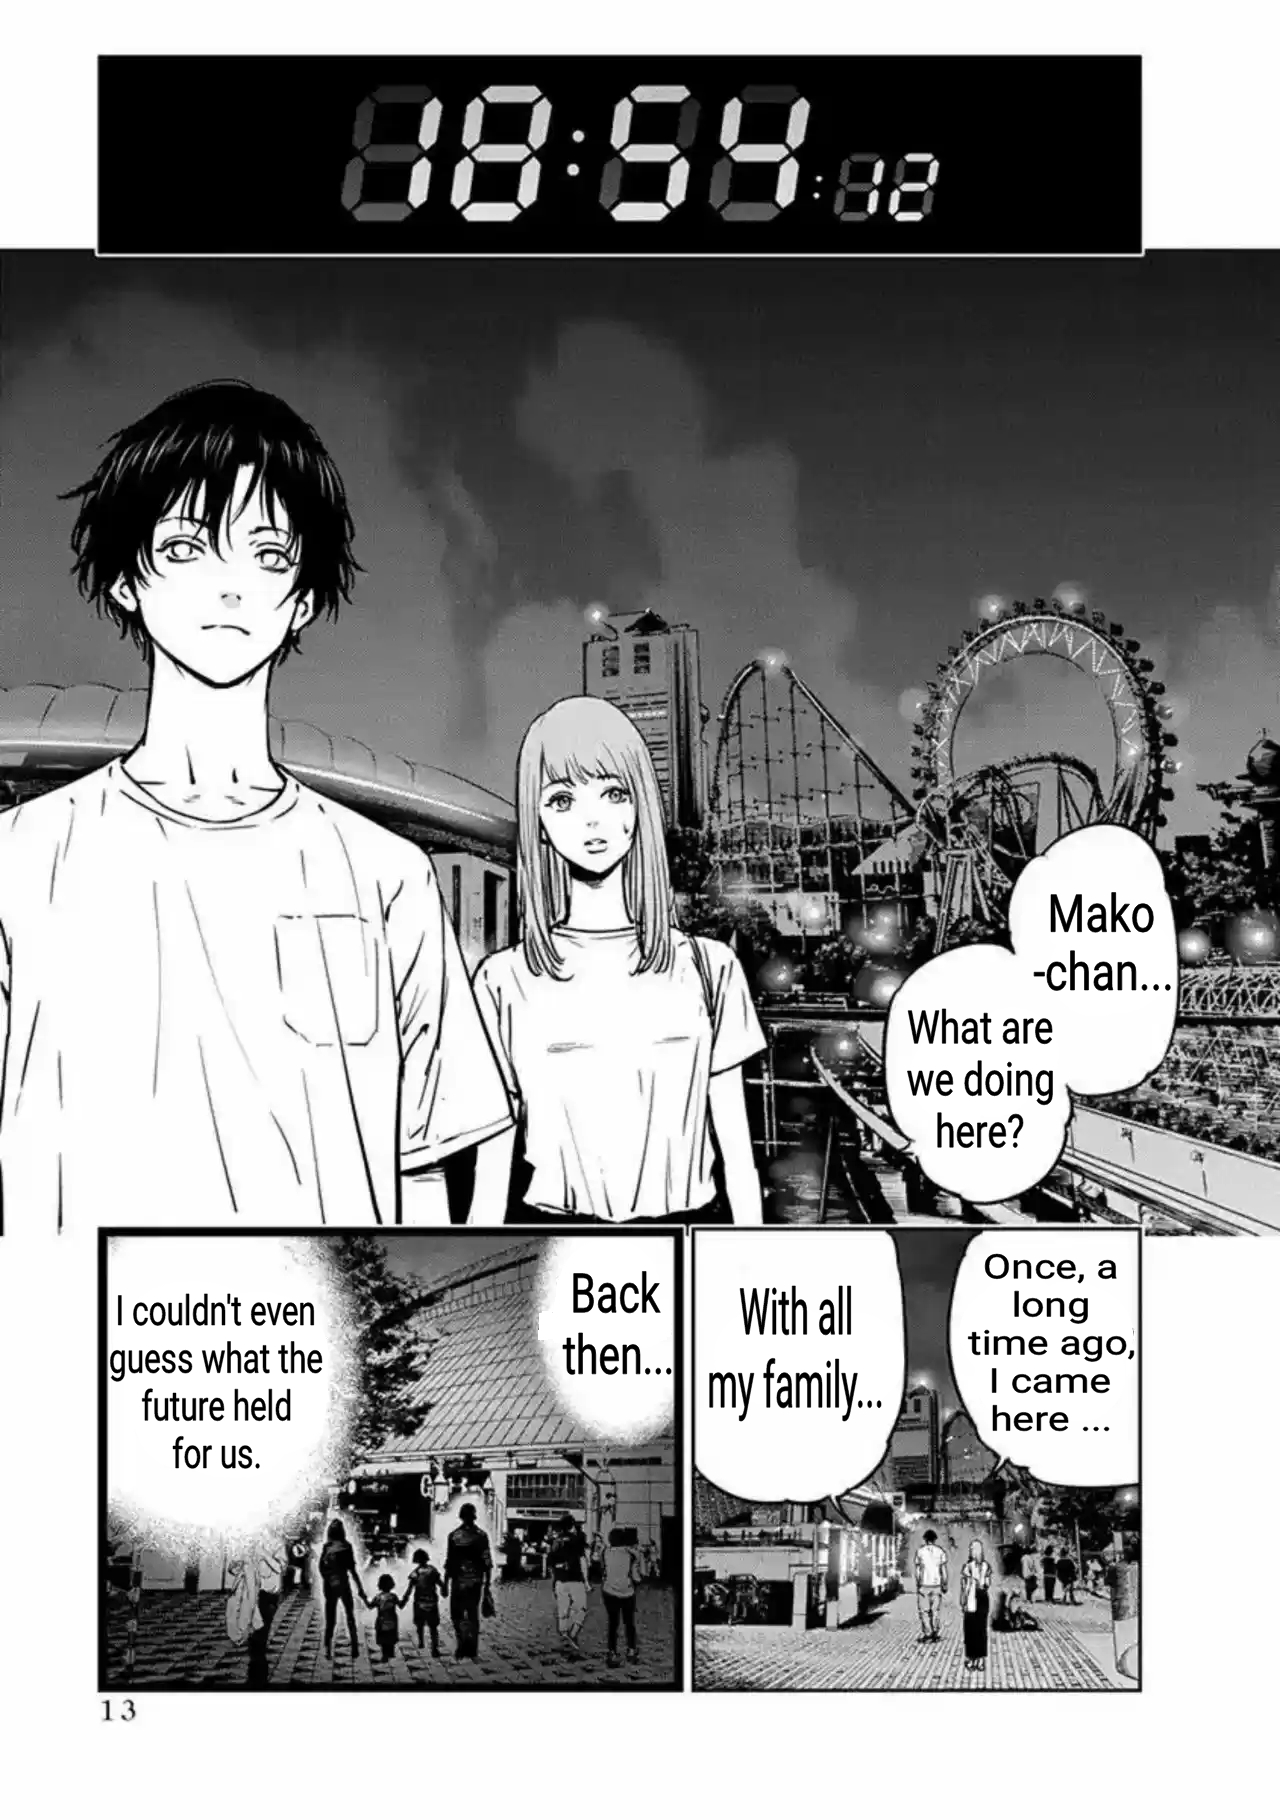 18:54:12
Mako
-chan...
What are
we doing
here?
Once, a
long
time ago,
I came
here ...
With all
my family...
Back
then...
I couldn't even
guess what the
future held
for us.
13